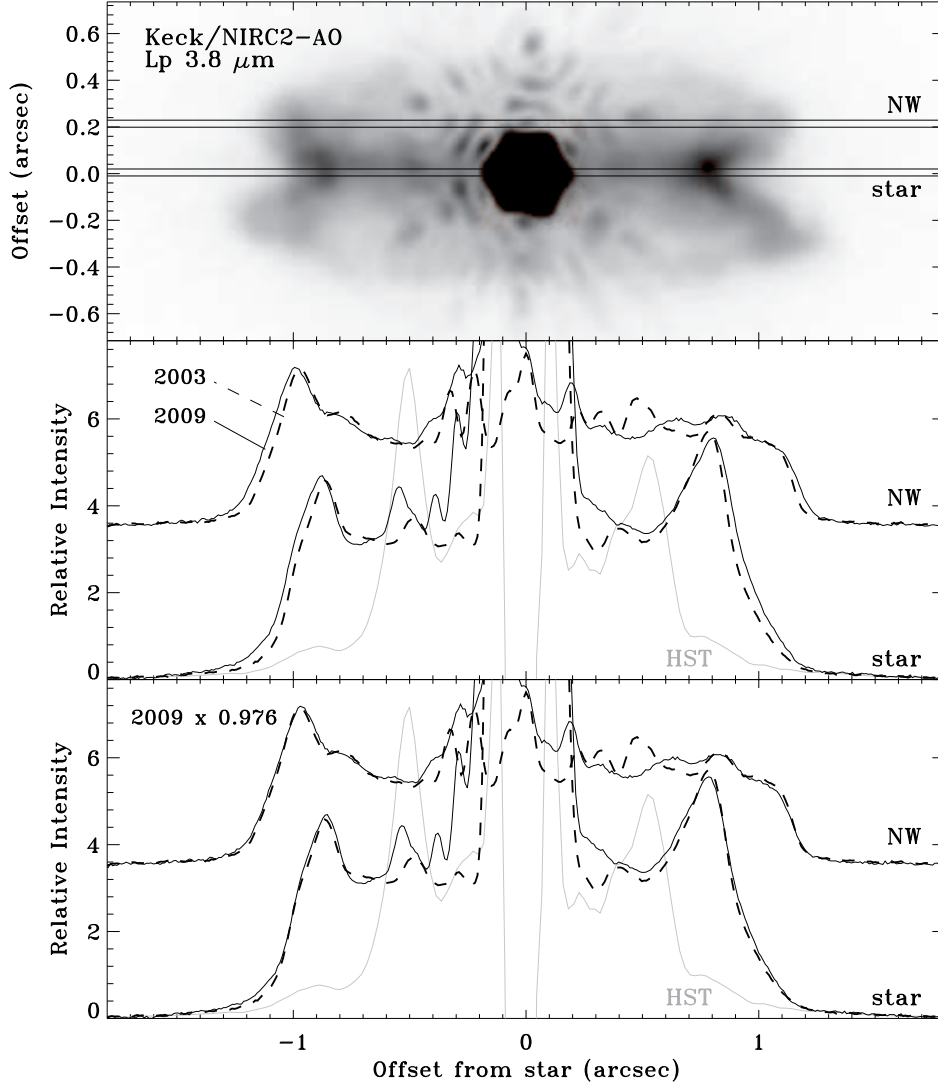 Keck/NIRC2-AO
Lp 3.8 μm
NW
star
0.6
0.4
0.2
0.0
-0.2
-0.4
-0.6
Offset (arcsec)
2003
2009
6
4
2
0
Relative Intensity
NW
HST
star
2009 x 0.976
6
4
2
0
Relative Intensity
NW
HST
star
-1
0
1
Offset from star (arcsec)